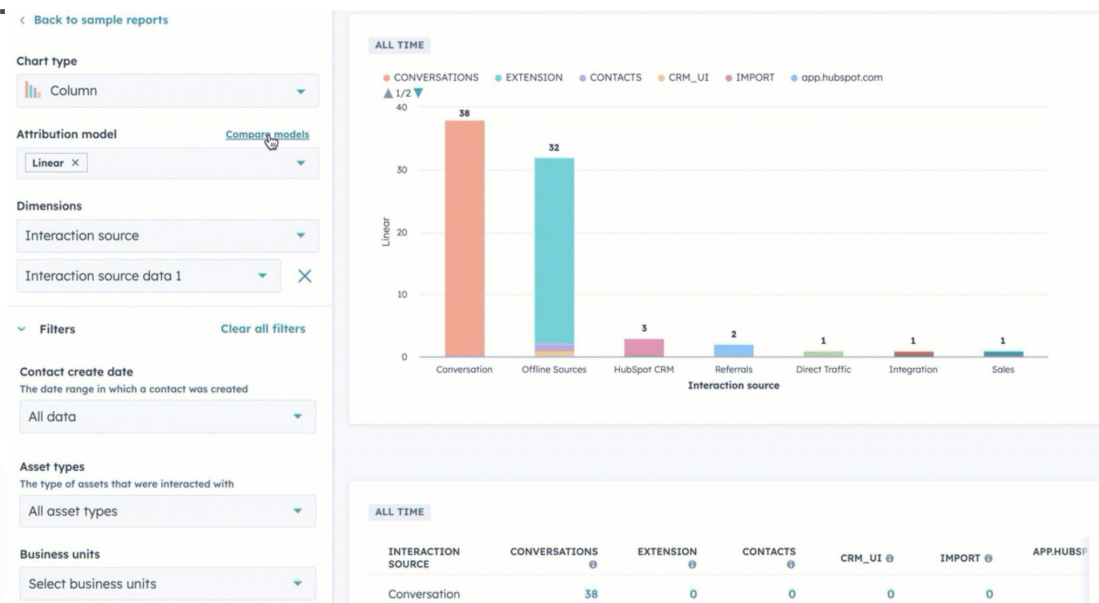 Back to sample reports
Chart type
Column
Attribution model
Compare models
Linear ×
Dimensions
Interaction source
Interaction source data 1
Filters
Clear all filters
Contact create date
The date range in which a contact was created
All data
Asset types
The type of assets that were interacted with
All asset types
Business units
Select business units
ALL TIME
CONVERSATIONS EXTENSION CONTACTS CRM_UI IMPORT app.hubspot.com
1/2
40
30
20
10
0
Linear
38
32
3
2
1
1
1
Conversation Offline Sources HubSpot CRM Referrals Direct Traffic Integration Sales
Interaction source
ALL TIME
INTERACTION SOURCE CONVERSATIONS EXTENSION CONTACTS CRM_UI IMPORT APP.HUBSP
Conversation 38 0 0 0 0